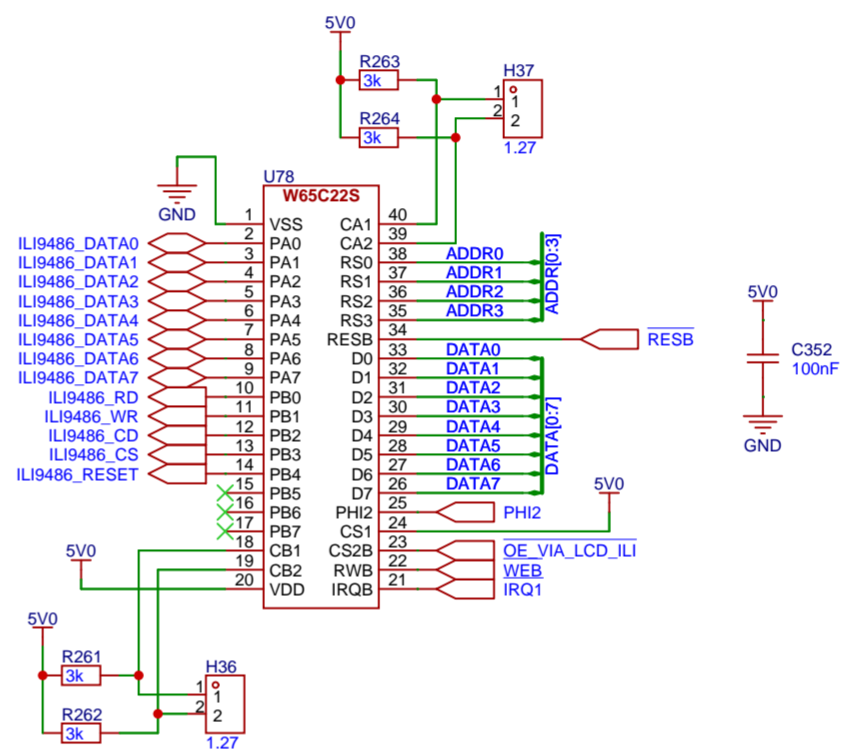 5V0
R263
3k
H37
1
1
2
2
R264
3k
1.27
U78
W65C22S
GND
1
VSS
CA1
40
ILI9486_DATA0
2
PA0
CA2
39
ILI9486_DATA1
3
PA1
RS0
38
ADDR0
ILI9486_DATA2
4
PA2
RS1
37
ADDR1
ILI9486_DATA3
5
PA3
RS2
36
ADDR2
ILI9486_DATA4
6
PA4
RS3
35
ADDR3
ADDR[0:3]
ILI9486_DATA5
7
PA5
RESB
34
RESB
ILI9486_DATA6
8
PA6
D0
33
DATA0
ILI9486_DATA7
9
PA7
D1
32
DATA1
ILI9486_RD
10
PB0
D2
31
DATA2
ILI9486_WR
11
PB1
D3
30
DATA3
ILI9486_CD
12
PB2
D4
29
DATA4
ILI9486_CS
13
PB3
D5
28
DATA5
ILI9486_RESET
14
PB4
D6
27
DATA6
15
PB5
D7
26
DATA7
DATA[0:7]
16
PB6
PHI2
25
PHI2
17
PB7
CS1
24
5V0
18
CB1
CS2B
23
OE_VIA_LCD_ILI
19
CB2
RWB
22
WEB
20
VDD
IRQB
21
IRQ1
5V0
5V0
C352
100nF
GND
5V0
R261
3k
H36
1
1
2
2
R262
3k
1.27